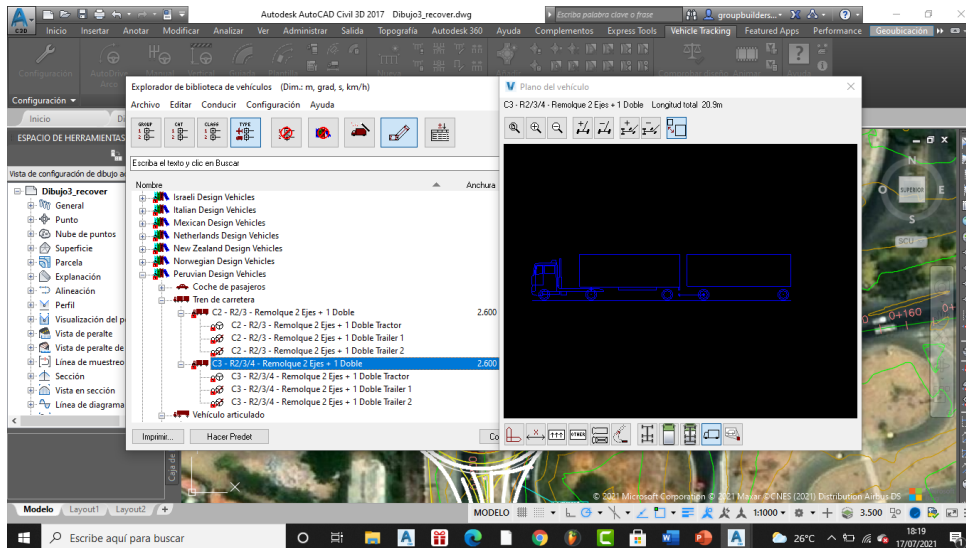 Autodesk AutoCAD Civil 3D 2017 Dibujo3_recover.dwg
Escriba palabra clave o frase
groupbuilders...
C3D
Inicio Insertar Anotar Modificar Analizar Ver Administrar Salida Topografía Autodesk 360 Ayuda Complementos Express Tools Vehicle Tracking Featured Apps Performance Geoubicación
Configuración
Configuración
Inicio
ESPACIO DE HERRAMIENTAS
Vista de configuración de dibujo a
Dibujo3_recover
General
Punto
Nube de puntos
Superficie
Parcela
Explanación
Alineación
Perfil
Visualización del p
Vista de peralte
Vista de peralte de
Línea de muestreo
Sección
Vista en sección
Línea de diagrama
Explorador de biblioteca de vehículos (Dim.: m, grad, s, km/h)
Archivo Editar Conducir Configuración Ayuda
GROUP CAT CLASS TYPE
Escriba el texto y clic en Buscar
Nombre Anchura
Israeli Design Vehicles
Italian Design Vehicles
Mexican Design Vehicles
Netherlands Design Vehicles
New Zealand Design Vehicles
Norwegian Design Vehicles
Peruvian Design Vehicles
Coche de pasajeros
Tren de carretera
C2 - R2/3 - Remolque 2 Ejes + 1 Doble 2.600
C2 - R2/3 - Remolque 2 Ejes + 1 Doble Tractor
C2 - R2/3 - Remolque 2 Ejes + 1 Doble Trailer 1
C2 - R2/3 - Remolque 2 Ejes + 1 Doble Trailer 2
C3 - R2/3/4 - Remolque 2 Ejes + 1 Doble 2.600
C3 - R2/3/4 - Remolque 2 Ejes + 1 Doble Tractor
C3 - R2/3/4 - Remolque 2 Ejes + 1 Doble Trailer 1
C3 - R2/3/4 - Remolque 2 Ejes + 1 Doble Trailer 2
Vehículo articulado
Imprimir... Hacer Predet Co
Plano del vehículo
C3 - R2/3/4 - Remolque 2 Ejes + 1 Doble Longitud total 20.9m
OTHER
N
O SUPERIOR E
S
SCU
0+160
Caja de
© 2021 Microsoft Corporation © 2021 Maxar ©CNES (2021) Distribution Airbus DS
Modelo Layout1 Layout2 +
MODELO 1:1000 3.500
Escribe aquí para buscar
26°C
18:19
17/07/2021